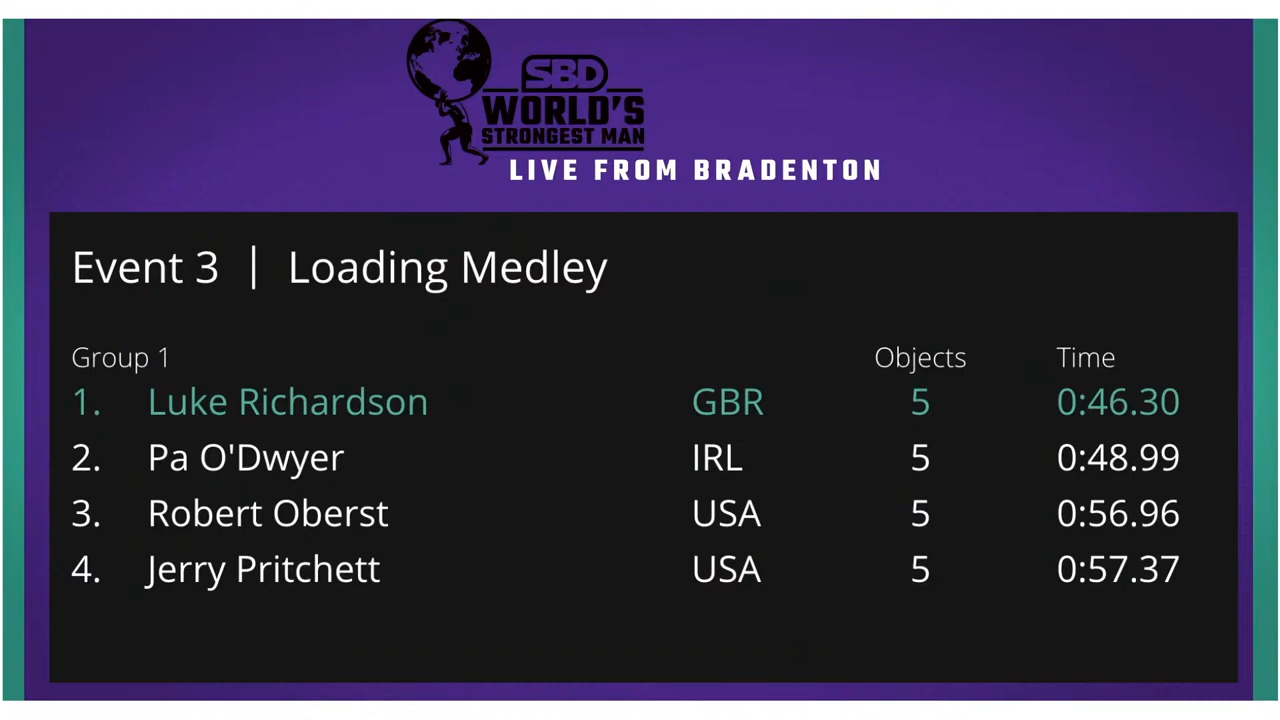 SBD
WORLD'S
STRONGEST MAN
LIVE FROM BRADENTON
Event 3 | Loading Medley
Group 1 Objects Time
1. Luke Richardson GBR 5 0:46.30
2. Pa O'Dwyer IRL 5 0:48.99
3. Robert Oberst USA 5 0:56.96
4. Jerry Pritchett USA 5 0:57.37